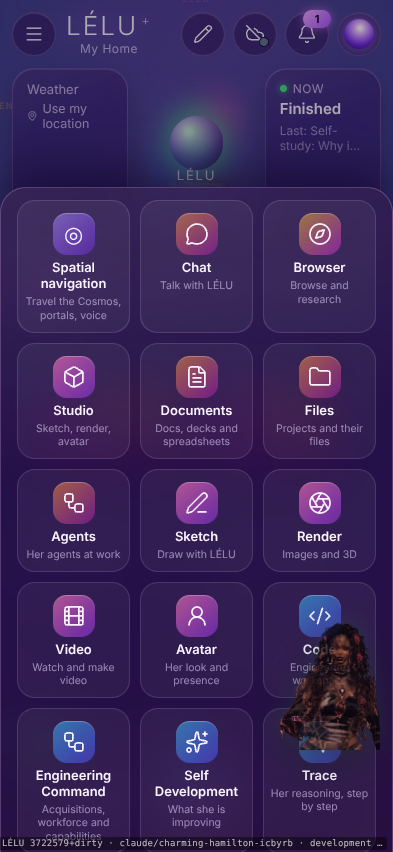 LÉLU +
My Home
1
Weather
Use my
location
NOW
Finished
Last: Self-
study: Why i...
LÉLU
Spatial
navigation
Travel the Cosmos,
portals, voice
Chat
Talk with LÉLU
Browser
Browse and
research
Studio
Sketch, render,
avatar
Documents
Docs, decks and
spreadsheets
Files
Projects and their
files
Agents
Her agents at work
Sketch
Draw with LÉLU
Render
Images and 3D
Video
Watch and make
video
Avatar
Her look and
presence
Engineering
Command
Acquisitions,
workforce and
capabilities
Self
Development
What she is
improving
Trace
Her reasoning, step
by step
LÉLU 3722579+dirty · claude/charming-hamilton-icbyrb · development …